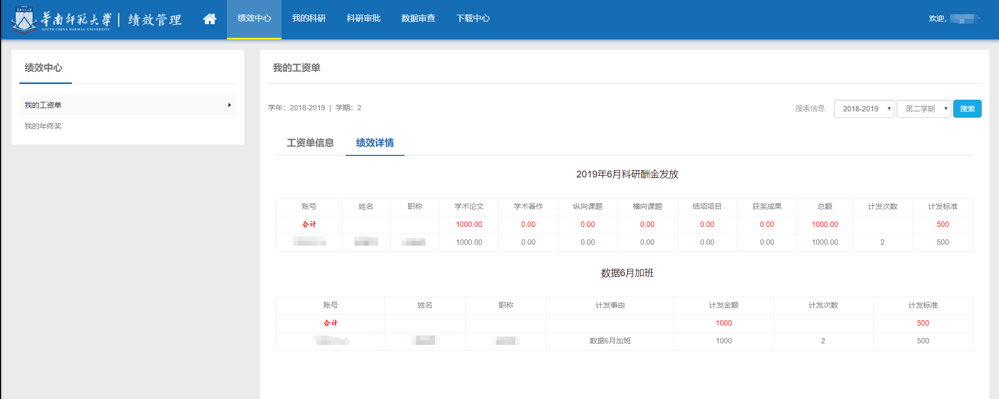 華南師範大學 | 绩效管理
SOUTH CHINA NORMAL UNIVERSITY
绩效中心 我的科研 科研审批 数据审查 下载中心
欢迎,
绩效中心
我的工资单
我的年终奖
我的工资单
学年：2018-2019 | 学期：2
搜索信息： 2018-2019 第二学期 搜索
工资单信息 绩效详情
2019年6月科研酬金发放
账号 姓名 职称 学术论文 学术著作 纵向课题 横向课题 结项项目 获奖成果 总额 计发次数 计发标准
合计 1000.00 0.00 0.00 0.00 0.00 0.00 1000.00 500
1000.00 0.00 0.00 0.00 0.00 0.00 1000.00 2 500
数据6月加班
账号 姓名 职称 计发事由 计发金额 计发次数 计发标准
合计 1000 500
数据6月加班 1000 2 500